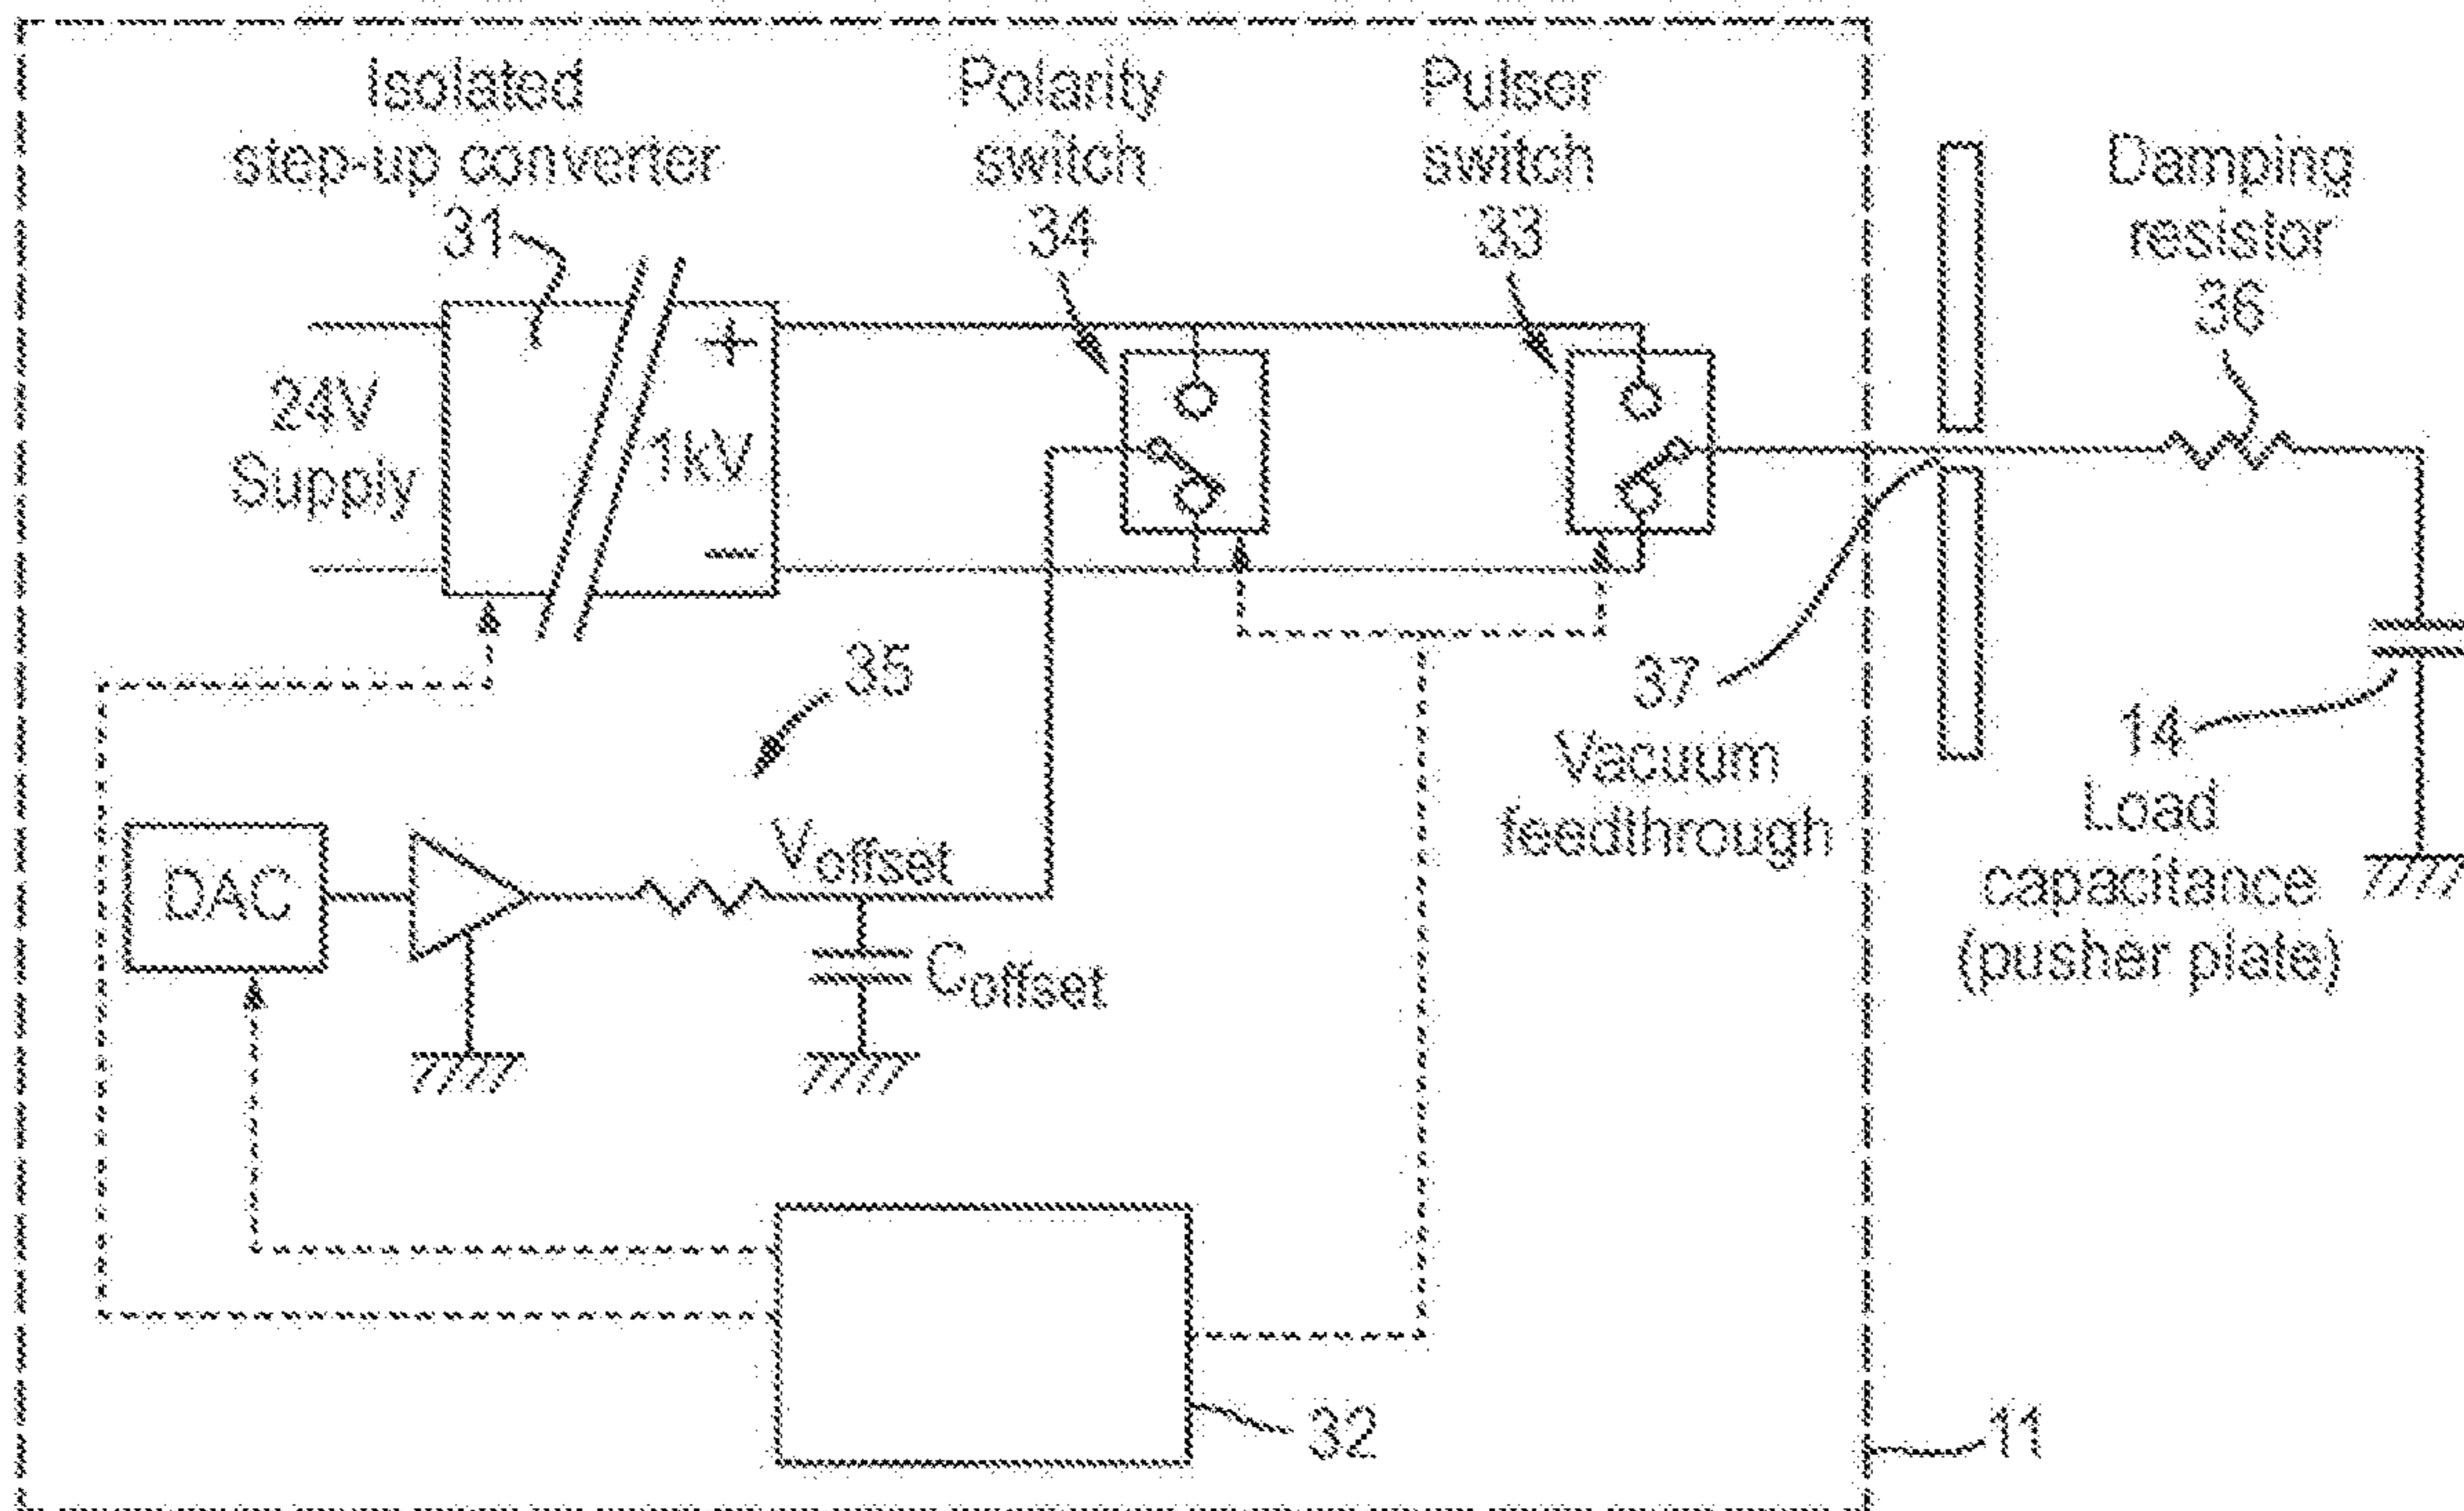 Isolated
step-up converter
31
Polarity
switch
34
Pulser
switch
33
Damping
resistor
36
24V
Supply
+
1kV
−
35
37
Vacuum
feedthrough
14
Load
capacitance
(pusher plate)
DAC
Voffset
Coffset
32
11